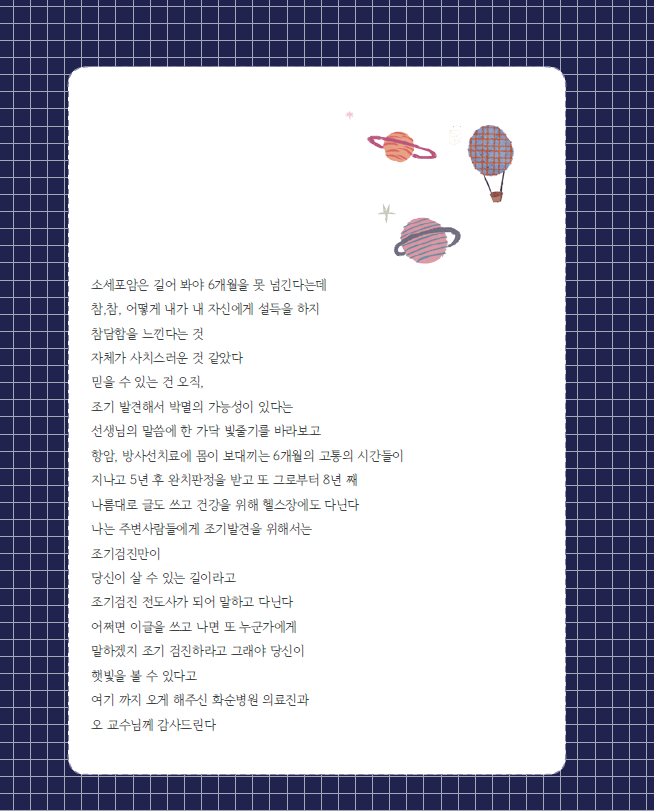 소세포암은 길어 봐야 6개월을 못 넘긴다는데
참,참, 어떻게 내가 내 자신에게 설득을 하지
참담함을 느낀다는 것
자체가 사치스러운 것 같았다
믿을 수 있는 건 오직,
조기 발견해서 박멸의 가능성이 있다는
선생님의 말씀에 한 가닥 빛줄기를 바라보고
항암, 방사선치료에 몸이 보대끼는 6개월의 고통의 시간들이
지나고 5년 후 완치판정을 받고 또 그로부터 8년 째
나름대로 글도 쓰고 건강을 위해 헬스장에도 다닌다
나는 주변사람들에게 조기발견을 위해서는
조기검진만이
당신이 살 수 있는 길이라고
조기검진 전도사가 되어 말하고 다닌다
어쩌면 이글을 쓰고 나면 또 누군가에게
말하겠지 조기 검진하라고 그래야 당신이
햇빛을 볼 수 있다고
여기 까지 오게 해주신 화순병원 의료진과
오 교수님께 감사드린다